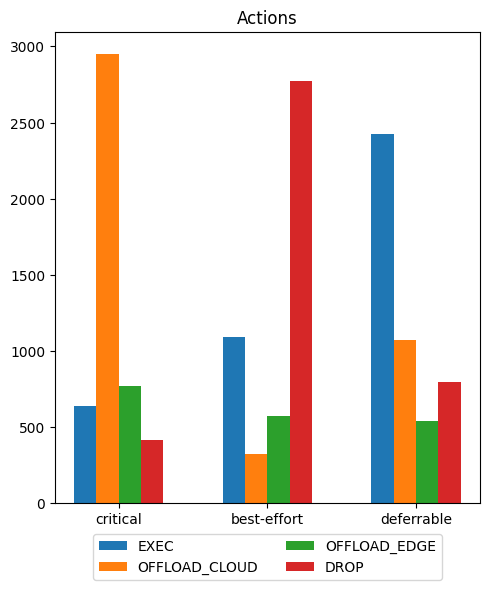 Actions
3000
2500
2000
1500
1000
500
0
critical best-effort deferrable
EXEC OFFLOAD_EDGE
OFFLOAD_CLOUD DROP